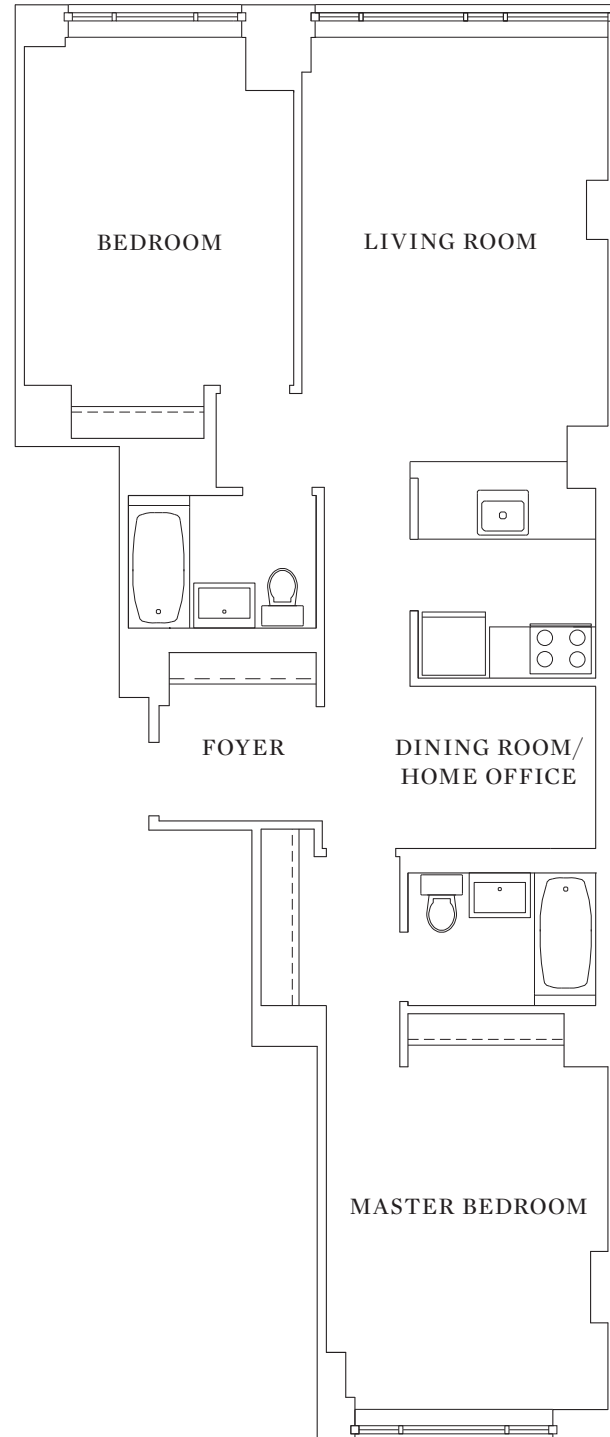 BEDROOM
LIVING ROOM
FOYER
DINING ROOM/
HOME OFFICE
MASTER BEDROOM